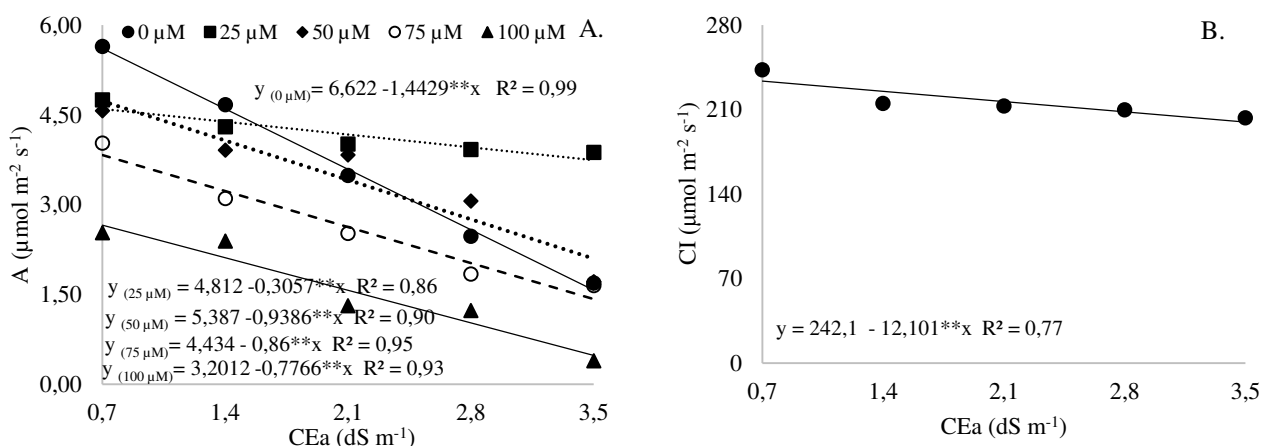 6,00
0 µM 25 µM 50 µM 75 µM 100 µM A.
y (0 µM)= 6,622 -1,4429**x R² = 0,99
4,50
3,00
1,50
0,00
A (µmol m⁻² s⁻¹)
y (25 µM) = 4,812 -0,3057**x R² = 0,86
y (50 µM) = 5,387 -0,9386**x R² = 0,90
y (75 µM) = 4,434 - 0,86**x R² = 0,95
y (100 µM)= 3,2012 -0,7766**x R² = 0,93
0,7 1,4 2,1 2,8 3,5
CEa (dS m⁻¹)
280 B.
210
140
70
0
CI (µmol m⁻² s⁻¹)
y = 242,1 - 12,101**x R² = 0,77
0,7 1,4 2,1 2,8 3,5
CEa (dS m⁻¹)